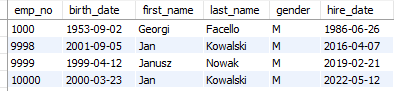 emp_no birth_date first_name last_name gender hire_date
1000 1953-09-02 Georgi Facello M 1986-06-26
9998 2001-09-05 Jan Kowalski M 2016-04-07
9999 1999-04-12 Janusz Nowak M 2019-02-21
10000 2000-03-23 Jan Kowalski M 2022-05-12